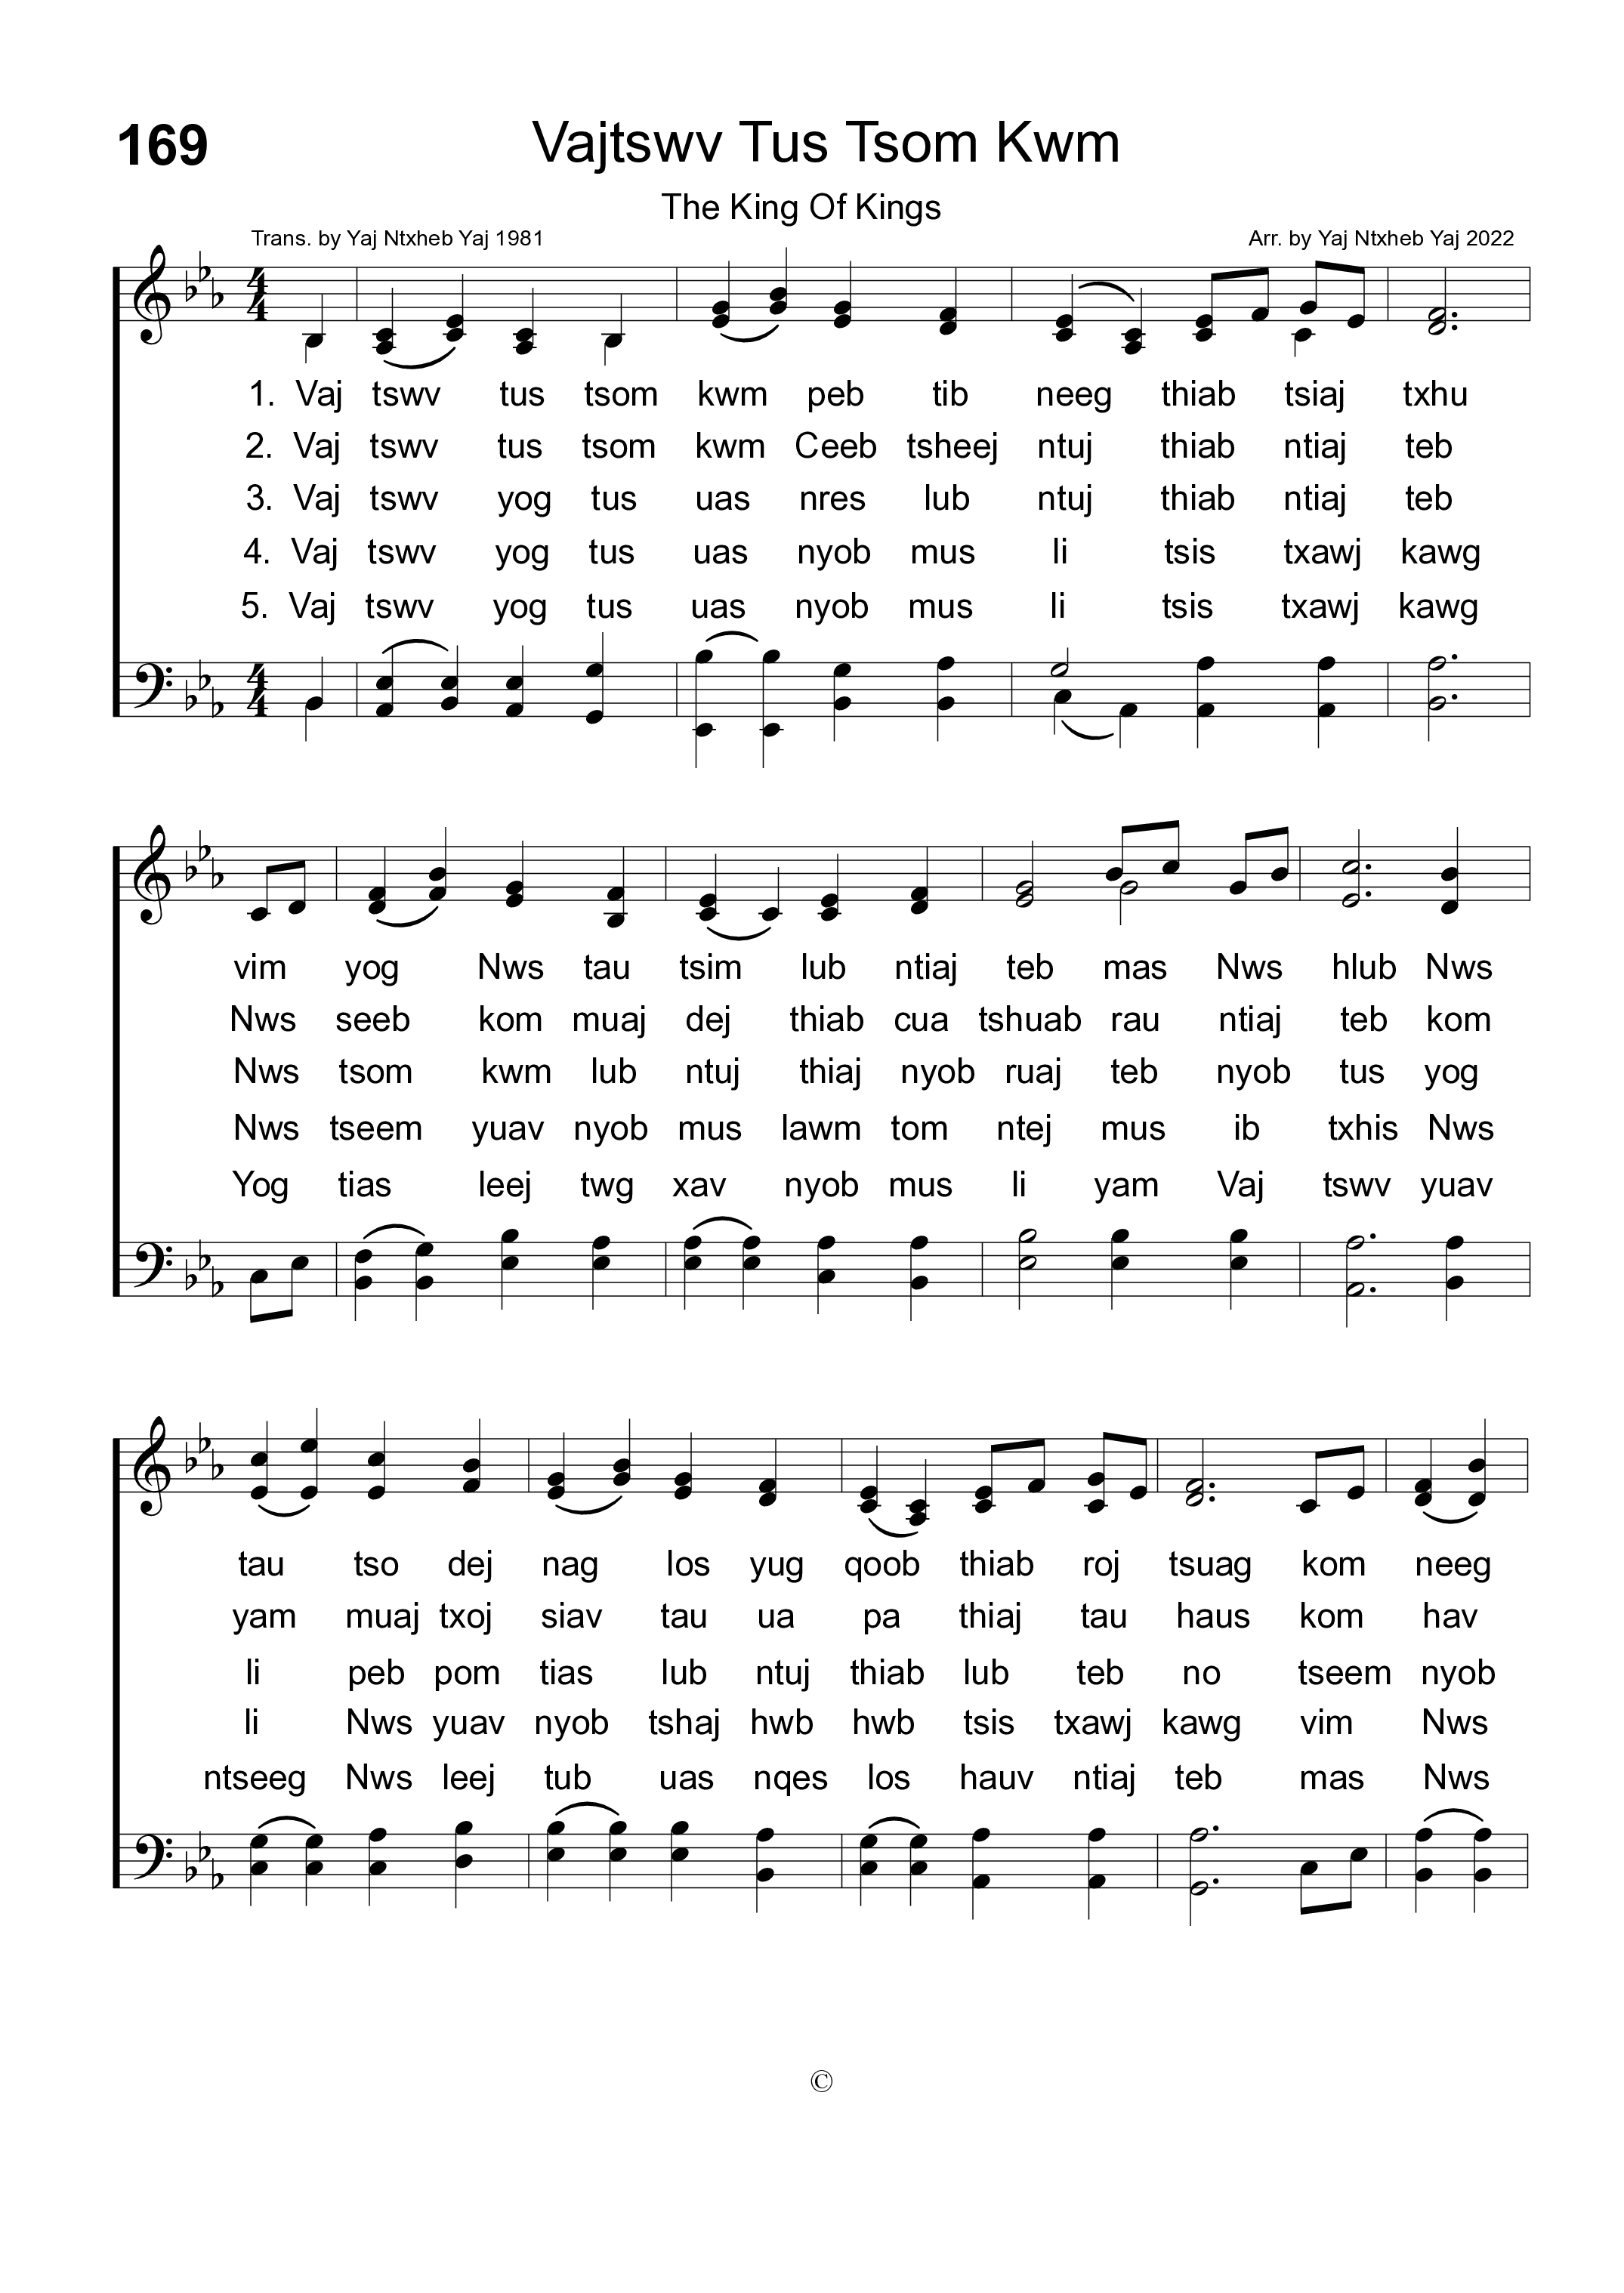 169
Vajtswv Tus Tsom Kwm
The King Of Kings
Trans. by Yaj Ntxheb Yaj 1981
Arr. by Yaj Ntxheb Yaj 2022
4
4
1. Vaj tswv tus tsom kwm peb tib neeg thiab tsiaj txhu
2. Vaj tswv tus tsom kwm Ceeb tsheej ntuj thiab ntiaj teb
3. Vaj tswv yog tus uas nres lub ntuj thiab ntiaj teb
4. Vaj tswv yog tus uas nyob mus li tsis txawj kawg
5. Vaj tswv yog tus uas nyob mus li tsis txawj kawg
4
4
vim yog Nws tau tsim lub ntiaj teb mas Nws hlub Nws
Nws seeb kom muaj dej thiab cua tshuab rau ntiaj teb kom
Nws tsom kwm lub ntuj thiaj nyob ruaj teb nyob tus yog
Nws tseem yuav nyob mus lawm tom ntej mus ib txhis Nws
Yog tias leej twg xav nyob mus li yam Vaj tswv yuav
tau tso dej nag los yug qoob thiab roj tsuag kom neeg
yam muaj txoj siav tau ua pa thiaj tau haus kom hav
li peb pom tias lub ntuj thiab lub teb no tseem nyob
li Nws yuav nyob tshaj hwb hwb tsis txawj kawg vim Nws
ntseeg Nws leej tub uas nqes los hauv ntiaj teb mas Nws
©